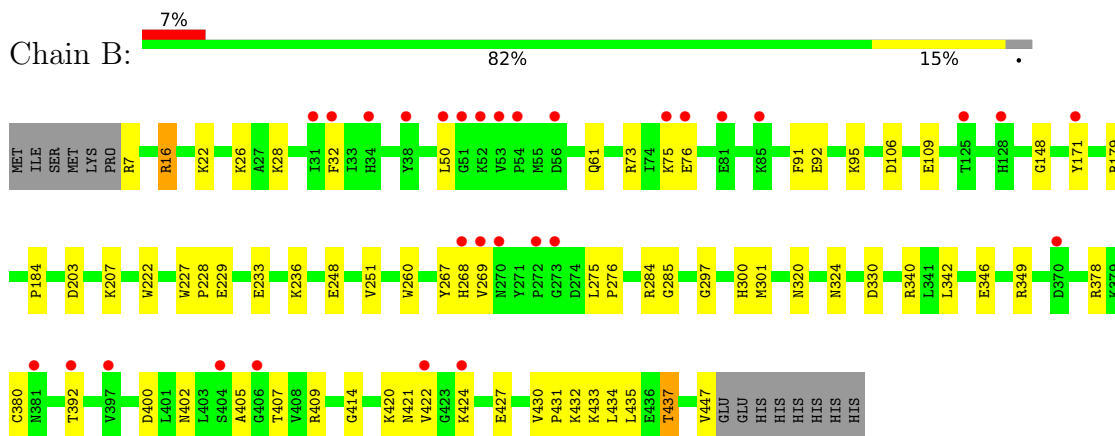 7%
Chain B:
82% 15% •
MET ILE SER MET LYS PRO R7 R16 K22 K26 A27 K28 I31 F32 I33 H34 Y38 L50 G51 K52 V53 P54 M55 D56 Q61 R73 I74 K75 E76 E81 K85 F91 E92 K95 D106 E109 T125 H128 G148 Y171 R179
P184 D203 K207 W222 W227 P228 E229 E233 K236 E248 V251 W260 Y267 H268 V269 N270 Y271 P272 G273 D274 L275 P276 R284 G285 G297 H300 M301 N320 N324 D330 R340 L341 L342 E346 R349 D370 R378 K379
C380 N381 T392 V397 D400 L401 N402 L403 S404 A405 G406 T407 V408 R409 G414 K420 N421 V422 G423 K424 E427 V430 P431 K432 K433 L434 L435 E436 T437 V447 GLU GLU HIS HIS HIS HIS HIS HIS